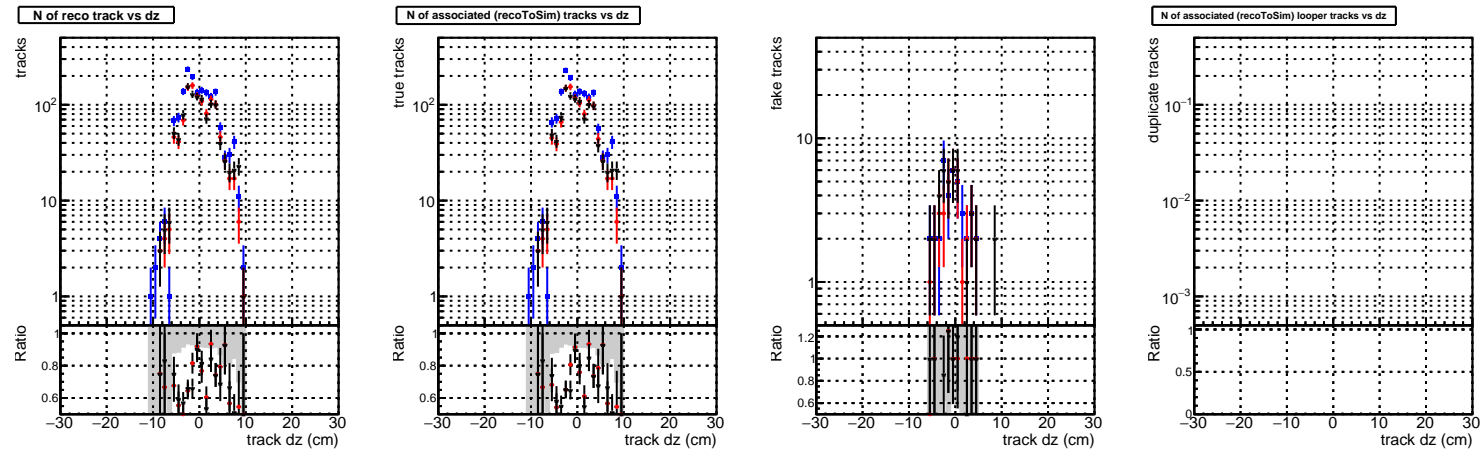 N of reco track vs dz
tracks
10²
10
1
Ratio
1
0.8
0.6
−30 −20 −10 0 10 20 30
track dz (cm)
N of associated (recoToSim) tracks vs dz
true tracks
10²
10
1
Ratio
1
0.8
0.6
−30 −20 −10 0 10 20 30
track dz (cm)
fake tracks
10
1
Ratio
1.2
1
0.8
0.6
−30 −20 −10 0 10 20 30
track dz (cm)
N of associated (recoToSim) looper tracks vs dz
duplicate tracks
10⁻¹
10⁻²
10⁻³
Ratio
1
0.5
0
−30 −20 −10 0 10 20 30
track dz (cm)